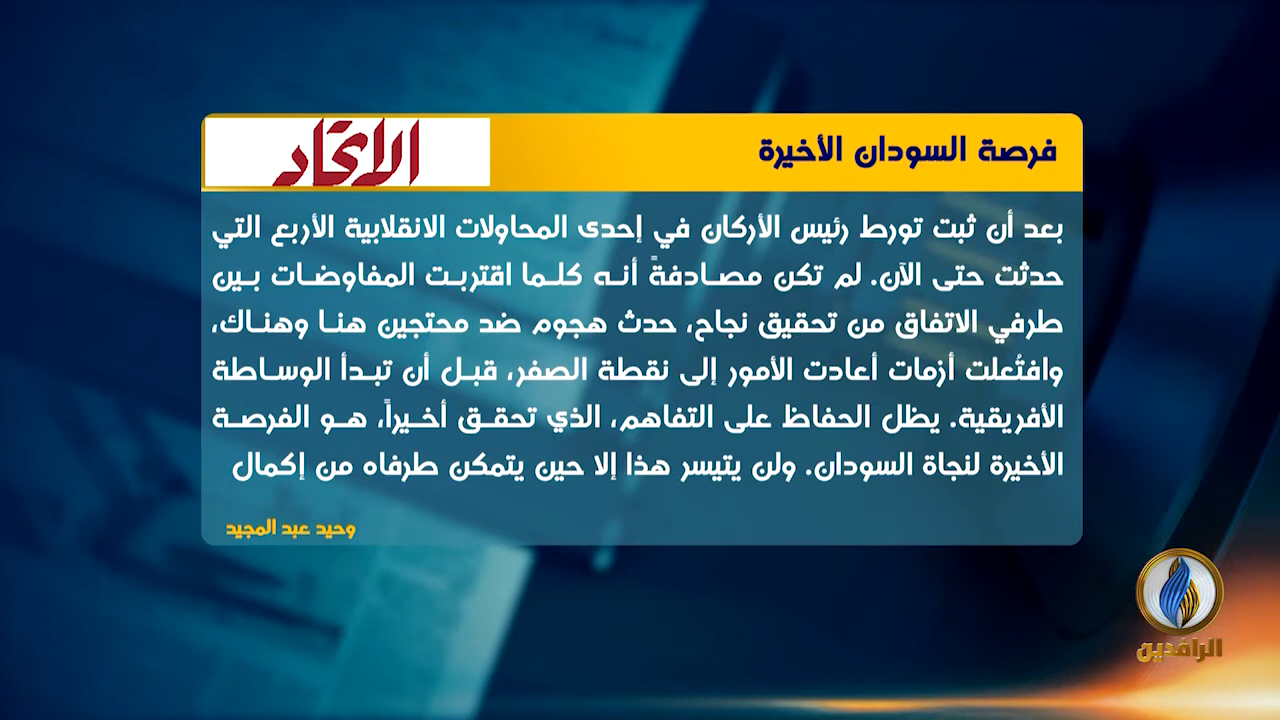 فرصة السودان الأخيرة
الاتحاد
بعد أن ثبت تورط رئيس الأركان في إحدى المحاولات الانقلابية الأربع التي
حدثت حتى الآن. لم تكن مصادفةً أنه كلما اقتربت المفاوضات بين
طرفي الاتفاق من تحقيق نجاح، حدث هجوم ضد محتجين هنا وهناك،
وافتُعلت أزمات أعادت الأمور إلى نقطة الصفر، قبل أن تبدأ الوساطة
الأفريقية. يظل الحفاظ على التفاهم، الذي تحقق أخيراً، هو الفرصة
الأخيرة لنجاة السودان. ولن يتيسر هذا إلا حين يتمكن طرفاه من إكمال
وحيد عبد المجيد
الرافدين